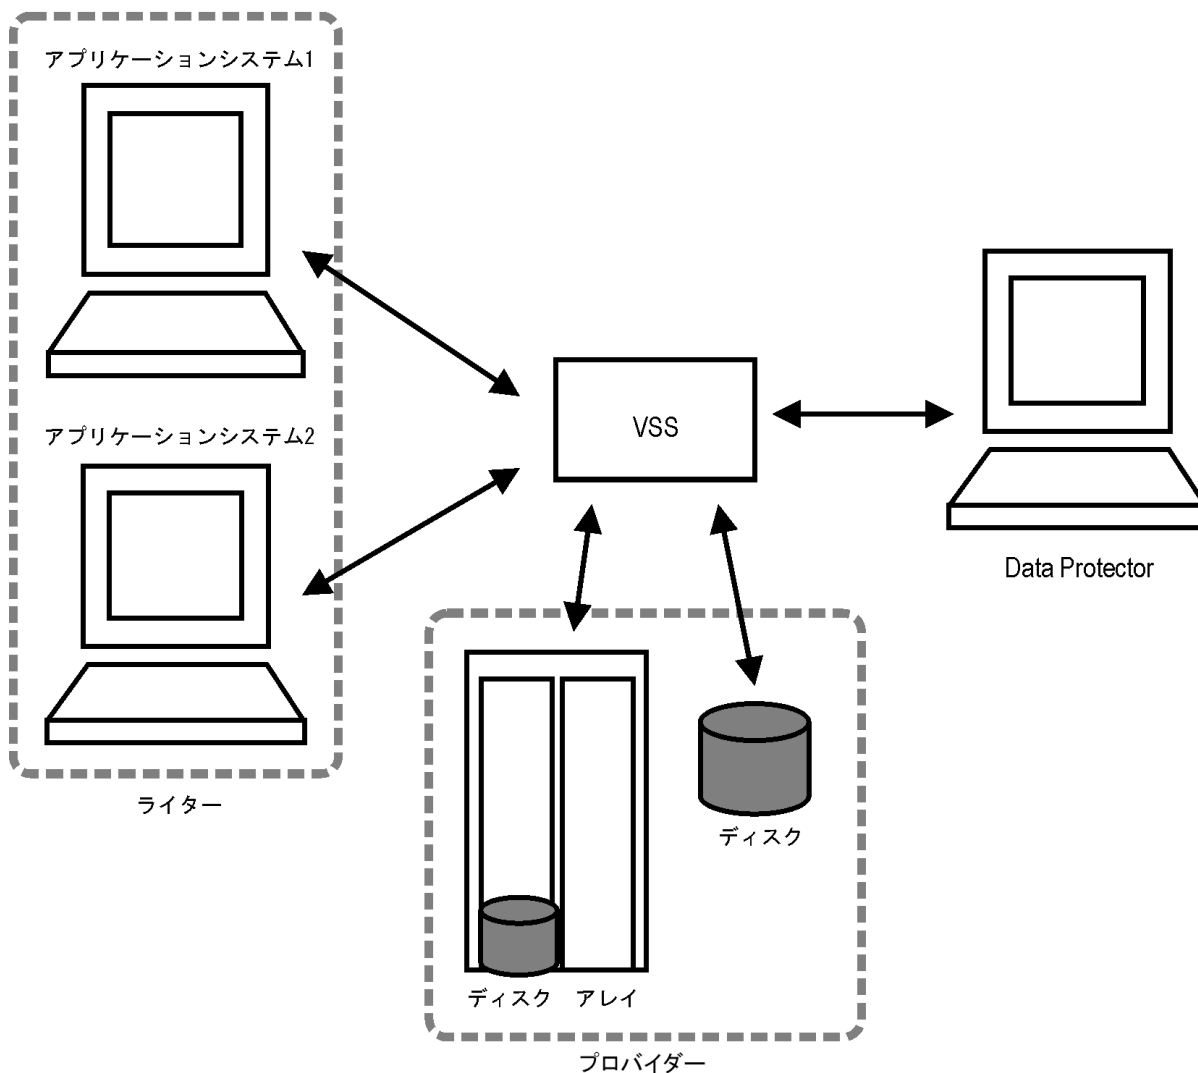 アプリケーションシステム1
アプリケーションシステム2
ライター
VSS
Data Protector
ディスク
ディスク アレイ
プロバイダー